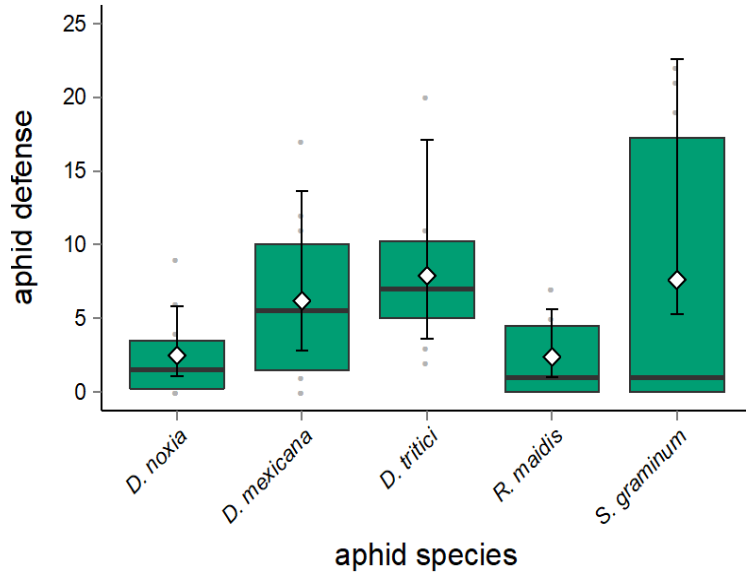 aphid defense
25
20
15
10
5
0
D. noxia
D. mexicana
D. tritici
R. maidis
S. graminum
aphid species